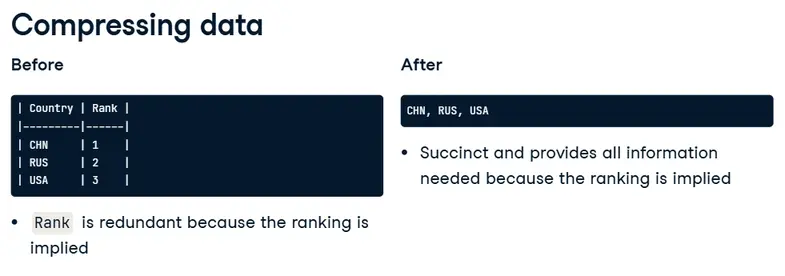 Compressing data
Before
| Country | Rank |
|---------|------|
| CHN     | 1    |
| RUS     | 2    |
| USA     | 3    |
• Rank is redundant because the ranking is
implied
After
CHN, RUS, USA
• Succinct and provides all information
needed because the ranking is implied